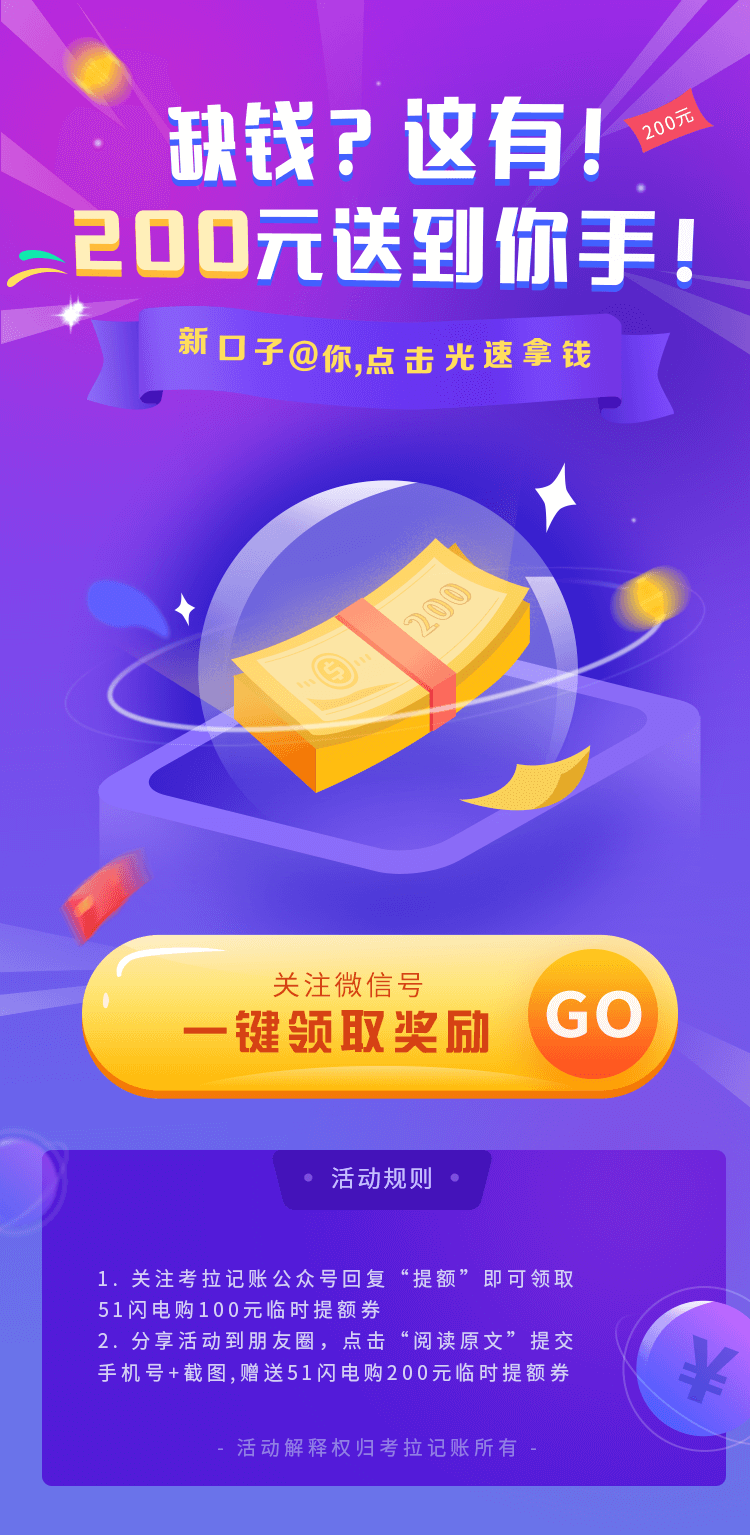 缺钱?这有!
200元
200元送到你手!
新口子@你,点击光速拿钱
200
关注微信号
一键领取奖励
GO
活动规则
1. 关注考拉记账公众号回复“提额”即可领取
51闪电购100元临时提额券
2. 分享活动到朋友圈，点击“阅读原文”提交
手机号+截图,赠送51闪电购200元临时提额券
¥
- 活动解释权归考拉记账所有 -